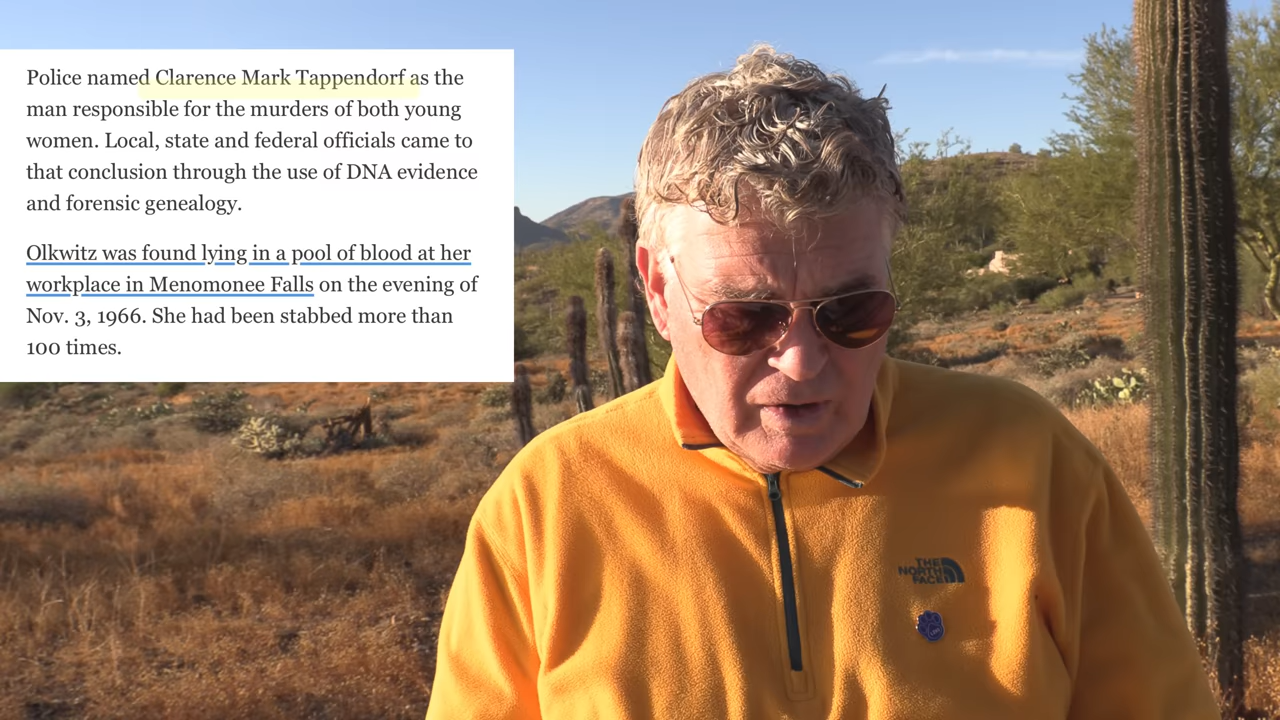 Police named Clarence Mark Tappendorf as the
man responsible for the murders of both young
women. Local, state and federal officials came to
that conclusion through the use of DNA evidence
and forensic genealogy.
Olkwitz was found lying in a pool of blood at her
workplace in Menomonee Falls on the evening of
Nov. 3, 1966. She had been stabbed more than
100 times.
THE
NORTH
FACE